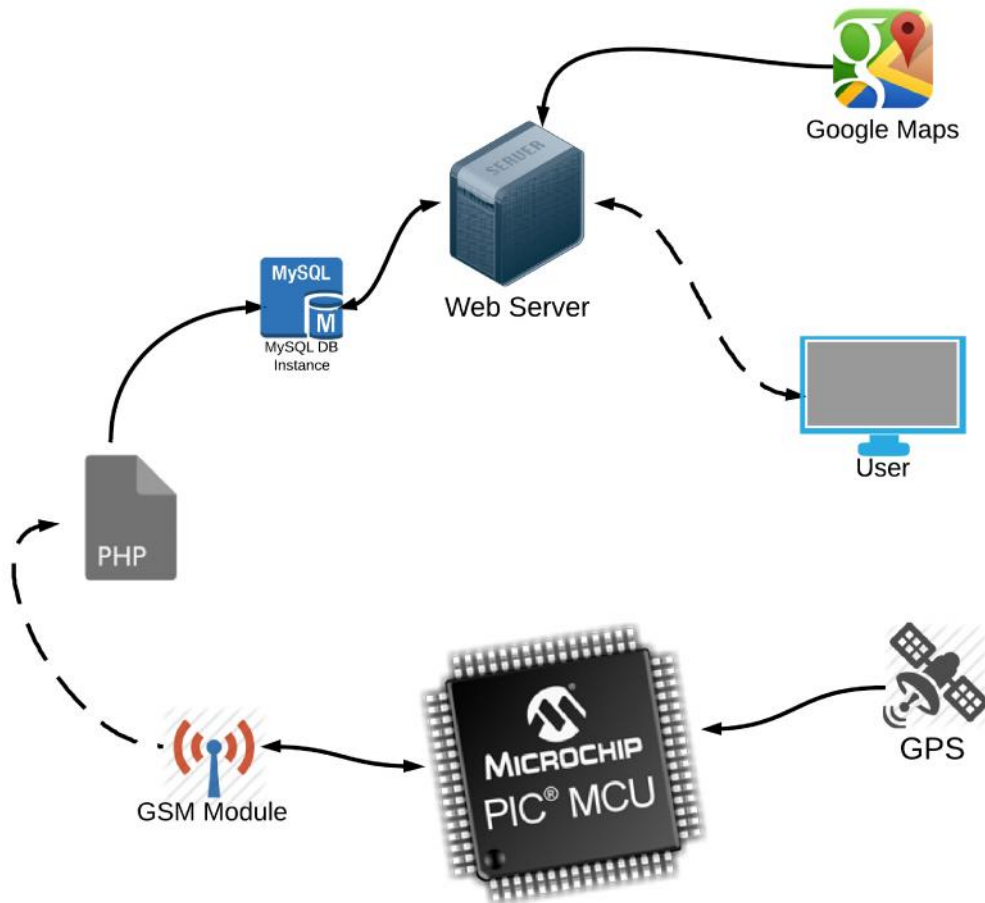 Google Maps
SERVER
Web Server
MySQL
M
MySQL DB
Instance
User
PHP
MICROCHIP
PIC® MCU
GPS
GSM Module